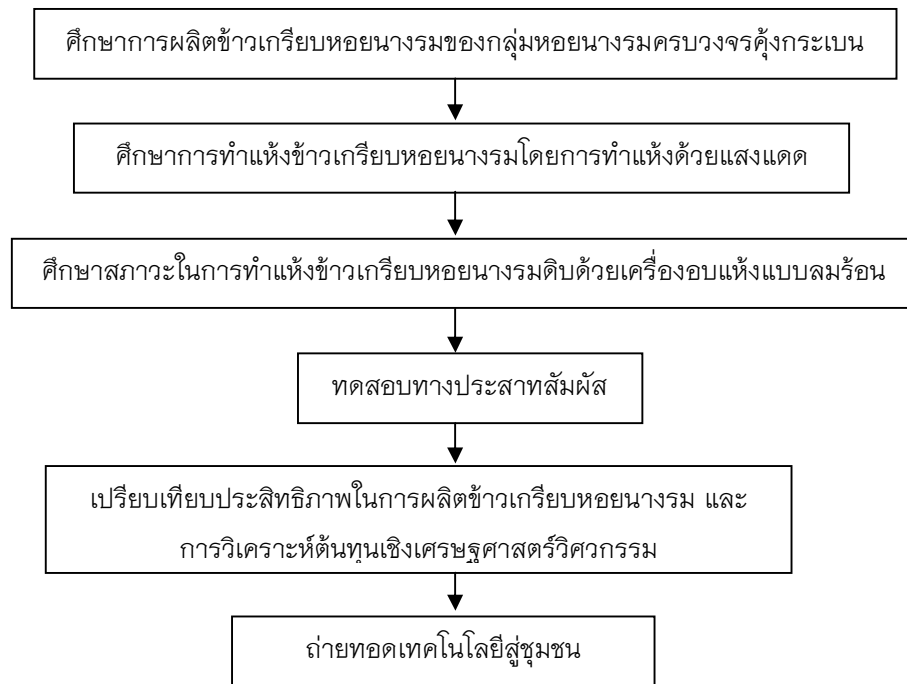 ศึกษาการผลิตข้าวเกรียบหอยนางรมของกลุ่มหอยนางรมครบวงจรคุ้งกระเบน
ศึกษาการทำแห้งข้าวเกรียบหอยนางรมโดยการทำแห้งด้วยแสงแดด
ศึกษาสภาวะในการทำแห้งข้าวเกรียบหอยนางรมดิบด้วยเครื่องอบแห้งแบบลมร้อน
ทดสอบทางประสาทสัมผัส
เปรียบเทียบประสิทธิภาพในการผลิตข้าวเกรียบหอยนางรม และ
การวิเคราะห์ต้นทุนเชิงเศรษฐศาสตร์วิศวกรรม
ถ่ายทอดเทคโนโลยีสู่ชุมชน